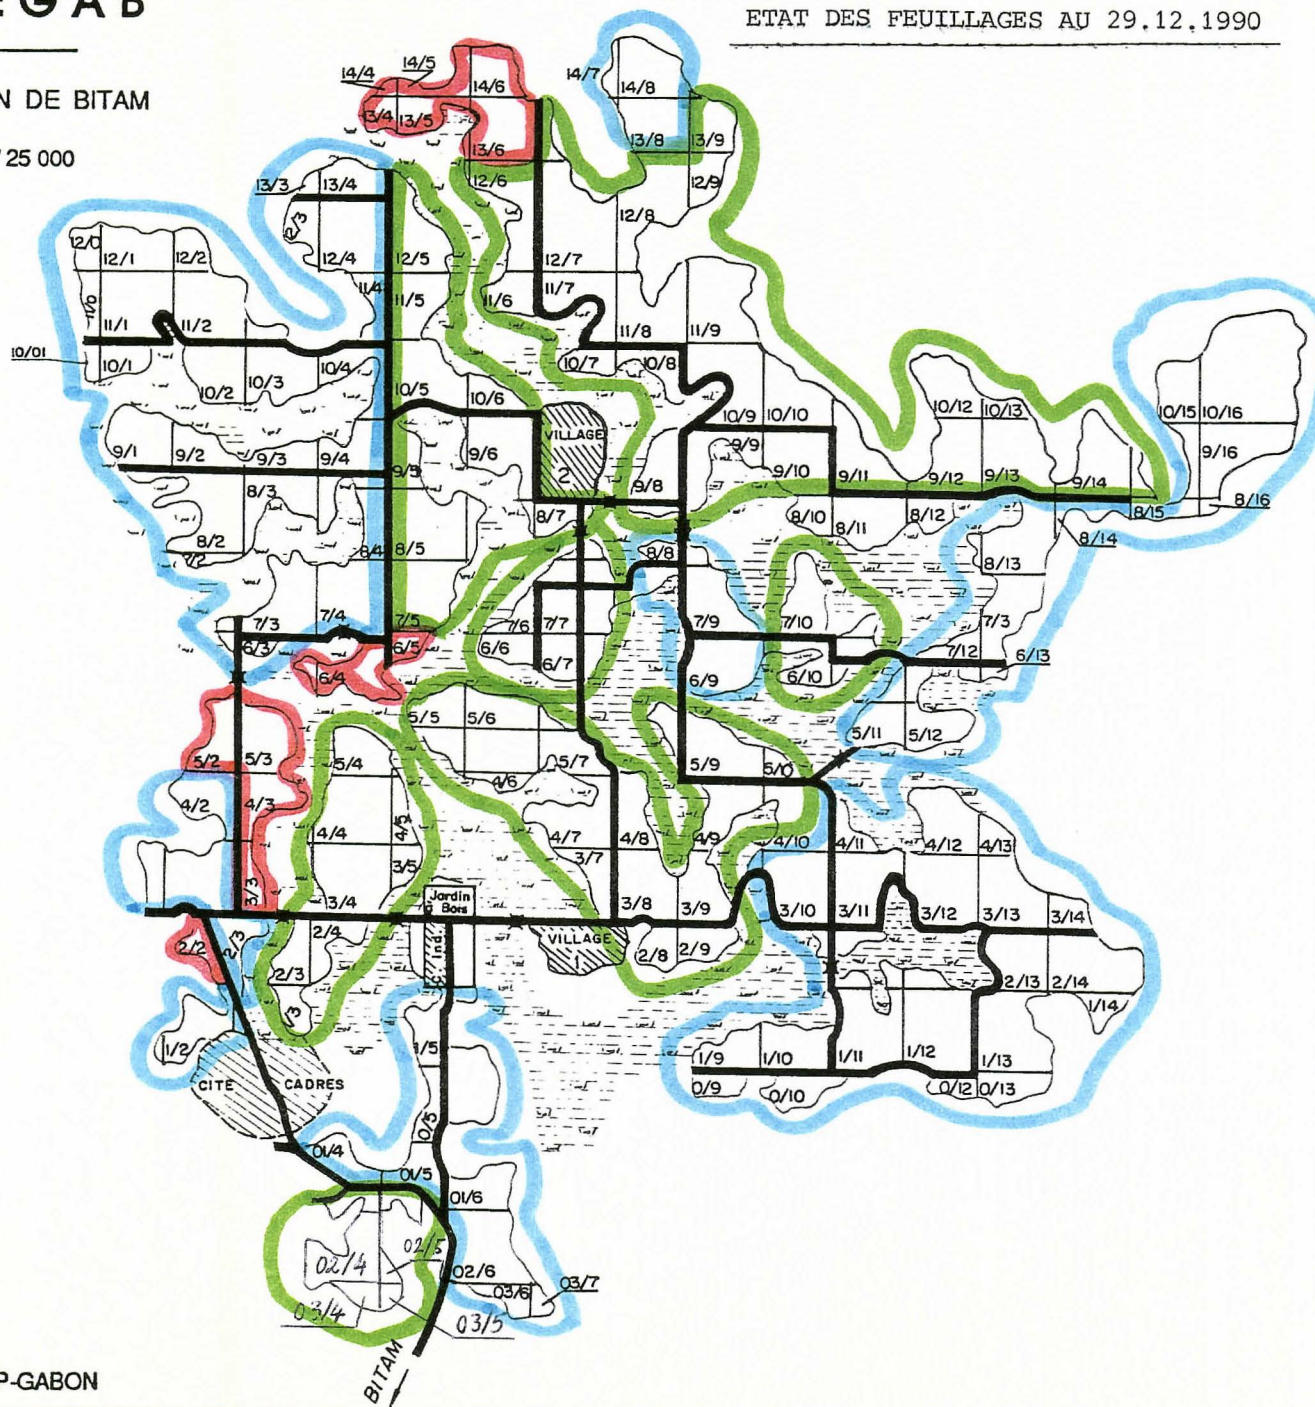 EGAB
ETAT DES FEUILLAGES AU 29.12.1990
N DE BITAM
25 000
14/4 14/5 14/6 14/7 14/8
13/4 13/5 13/6 13/8 13/9
13/3 13/4 12/6 12/9
12/3 12/8
12/0 12/1 12/2 12/4 12/5 12/7
11/0 11/4 11/5 11/6 11/7
11/1 11/2 11/8 11/9
10/01 10/1 10/2 10/3 10/4 10/7 10/8
10/5 10/6 10/9 10/10 10/12 10/13 10/15 10/16
VILLAGE
2
9/1 9/2 9/3 9/4 9/5 9/6 9/9 9/16
9/8 9/10 9/11 9/12 9/13 9/14
8/3 8/7 8/10 8/11 8/12 8/15 8/16
8/2 8/4 8/5 8/8 8/14
7/2 8/13
7/3 7/4 7/5 7/6 7/7 7/9 7/10 7/3
6/3 6/5 6/6 7/12 6/13
6/4 6/7 6/9 6/10
5/5 5/6 5/11 5/12
5/2 5/3 5/4 5/7 5/9 5/10
4/2 4/3 4/6
4/4 4/5 4/7 4/8 4/9 4/10 4/11 4/12 4/13
3/5 3/7
3/3 3/4 Jardin
à Bois
3/8 3/9 3/10 3/11 3/12 3/13 3/14
2/2 2/3 2/4 C. Ind. VILLAGE
1
2/8 2/9
2/3 2/13 2/14
1/3 1/14
1/2 1/5 1/9 1/10 1/11 1/12 1/13
CITÉ CADRES 0/9 0/10 0/12 0/13
0/5
01/4 01/5 01/6
02/4 02/5 02/6 03/6 03/7
03/4 03/5
BITAM
P-GABON